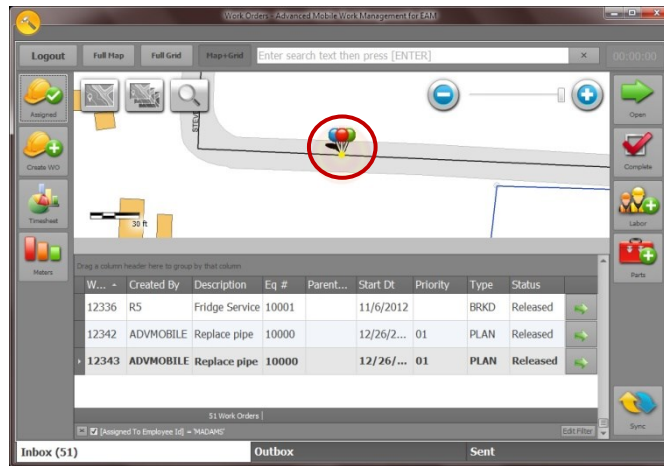 Work Orders - Advanced Mobile Work Management for EAM
Logout Full Map Full Grid Map+Grid Enter search text then press [ENTER] × 00:00:00
Assigned
Create WO
Timesheet
Meters
30 ft
Open
Complete
Labor
Parts
Sync
Drag a column header here to group by that column
W... Created By Description Eq # Parent... Start Dt Priority Type Status
12336 R5 Fridge Service 10001 11/6/2012 BRKD Released
12342 ADVMOBILE Replace pipe 10000 12/26/2... 01 PLAN Released
12343 ADVMOBILE Replace pipe 10000 12/26/... 01 PLAN Released
51 Work Orders
[Assigned To Employee Id] = 'MADAMS' Edit Filter
Inbox (51) Outbox Sent